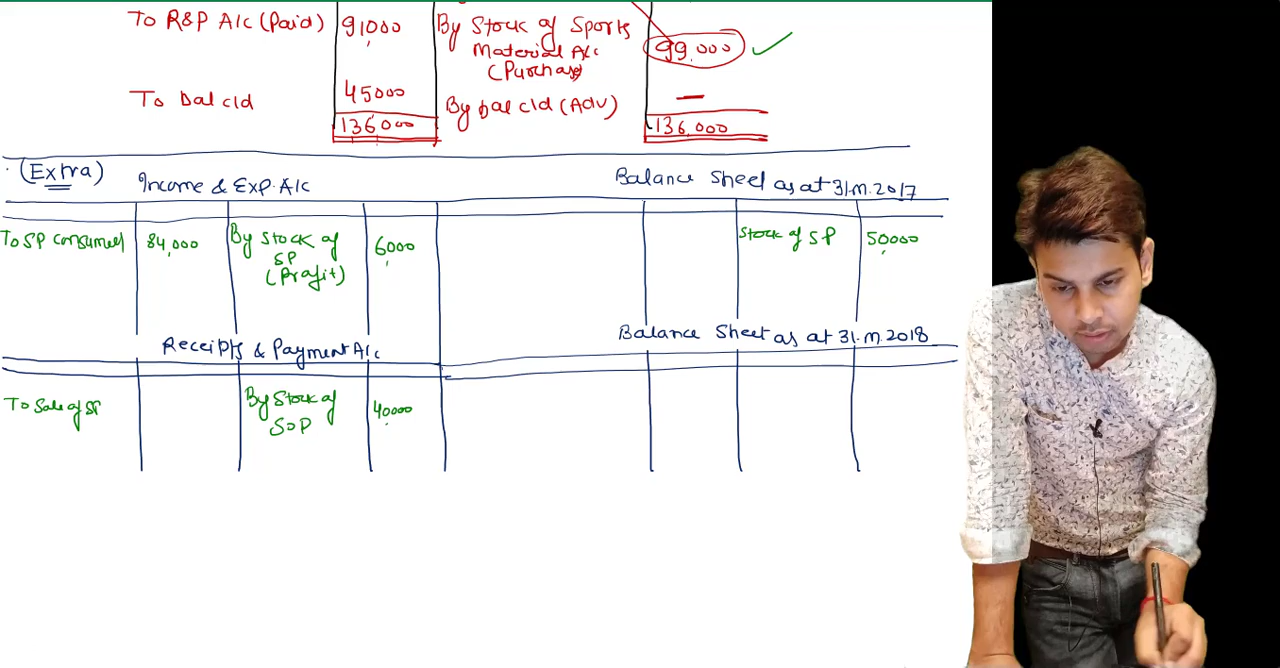 To R&P A/c (Paid) 91000 By Stock of Sports
Material A/c 99,000
(Purchase)
To bal c/d 45000 By bal c/d (Adv) —
136000 136,000
(Extra)
Income & Exp. A/c Balance Sheet as at 31.M.2017
To SP consumed 84,000 By Stock of 6000 Stock of SP 50000
SP
(Profit)
Receipts & Payment A/c Balance Sheet as at 31.M.2018
To Sale of SP By Stock of 40000
SOP